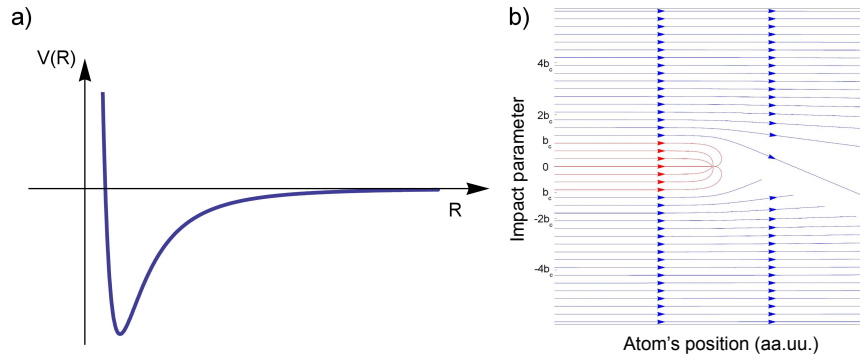 a)
V(R)
R
b)
Impact parameter
4b
c
2b
c
b
c
0
b
c
-2b
c
-4b
c
Atom's position (aa.uu.)